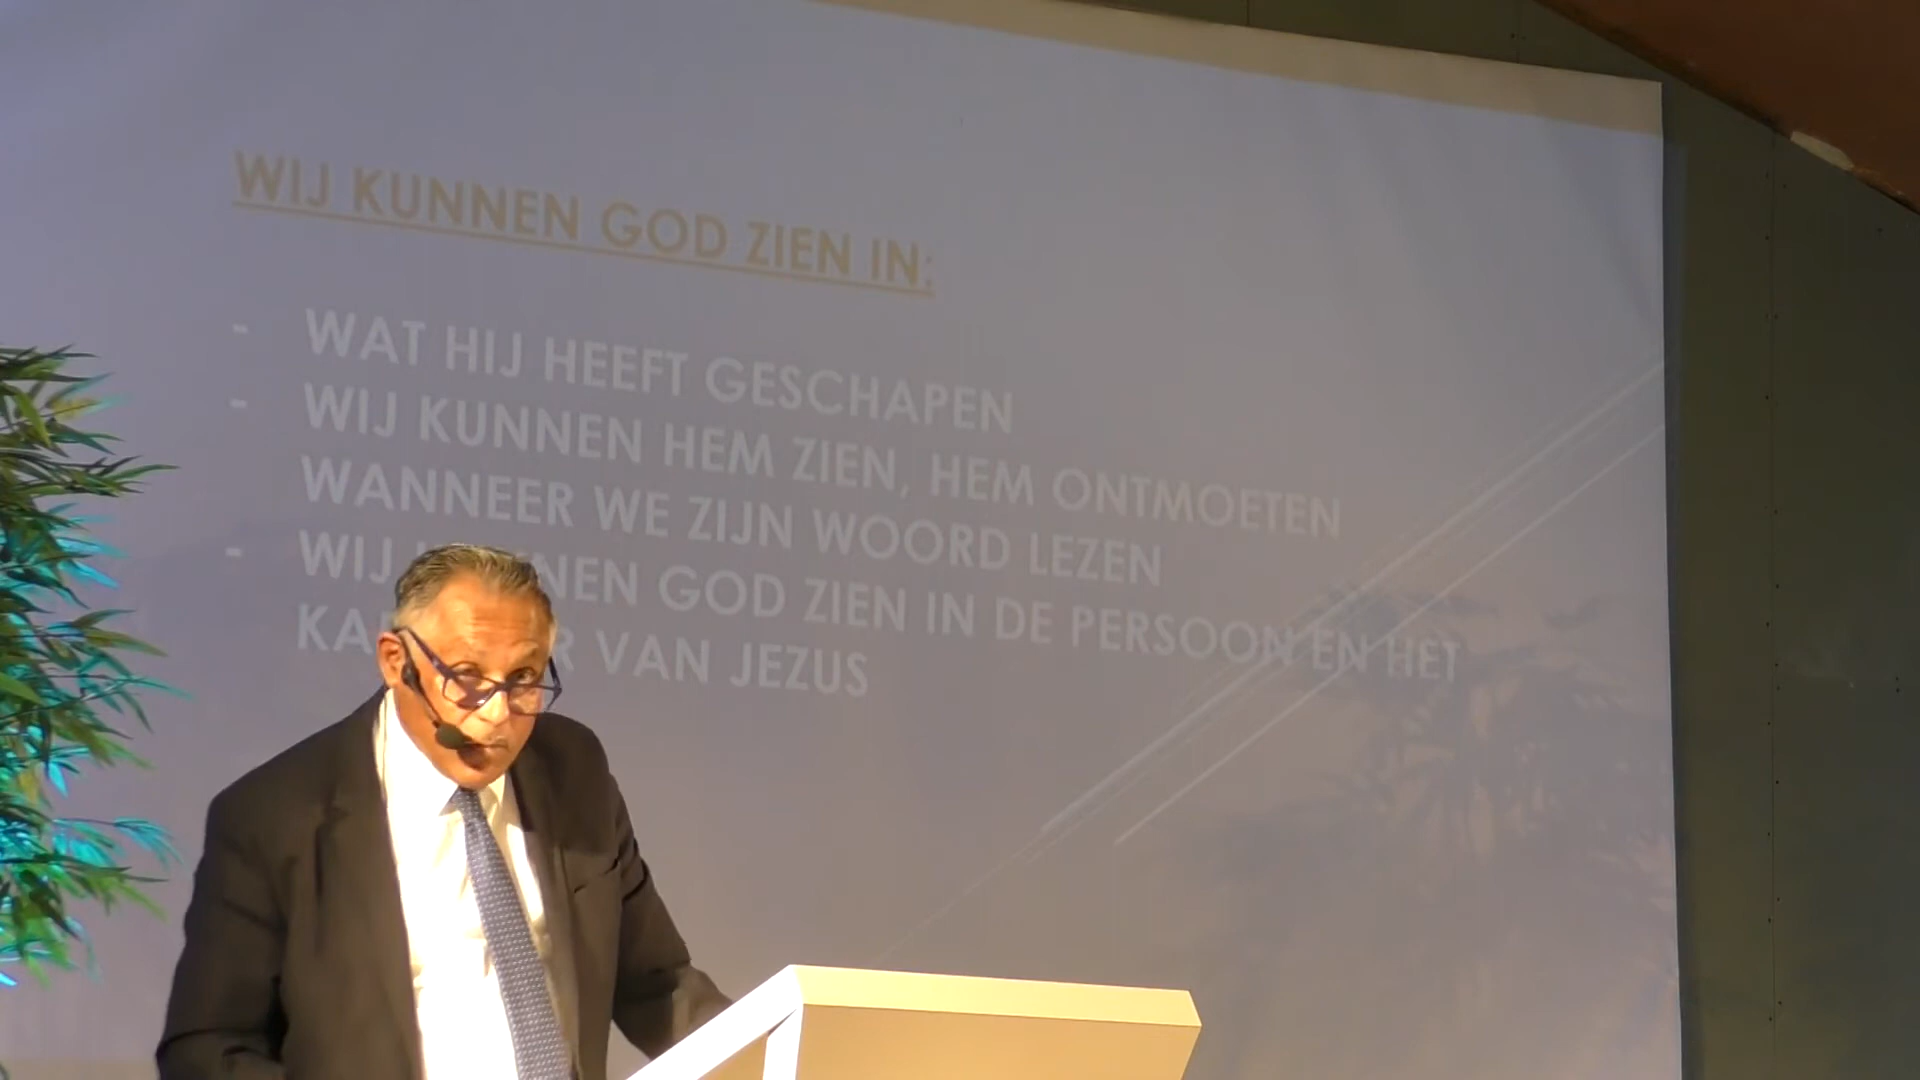 WIJ KUNNEN GOD ZIEN IN:
- WAT HIJ HEEFT GESCHAPEN
- WIJ KUNNEN HEM ZIEN, HEM ONTMOETEN
WANNEER WE ZIJN WOORD LEZEN
- WIJ GOD ZIEN IN DE PERSOON EN HET
VAN JEZUS